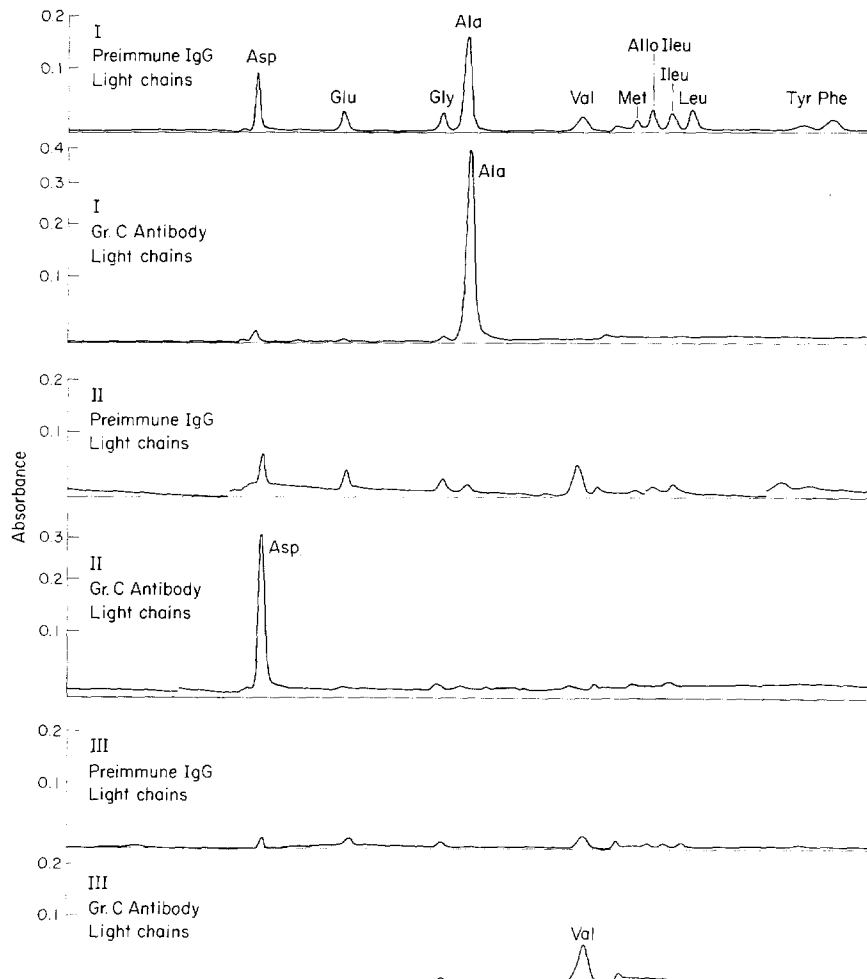 0.2
I
Preimmune IgG
Light chains
0.1
Asp
Glu
Gly
Ala
Val
Met
Allo Ileu
Ileu
Leu
Tyr Phe
0.4
0.3
I
0.2
Gr. C Antibody
Light chains
0.1
Ala
0.2
II
Preimmune IgG
0.1
Light chains
Absorbance
0.3
II
0.2
Gr. C Antibody
Light chains
0.1
Asp
0.2
III
Preimmune IgG
0.1
Light chains
0.2
III
0.1
Gr. C Antibody
Light chains
Val